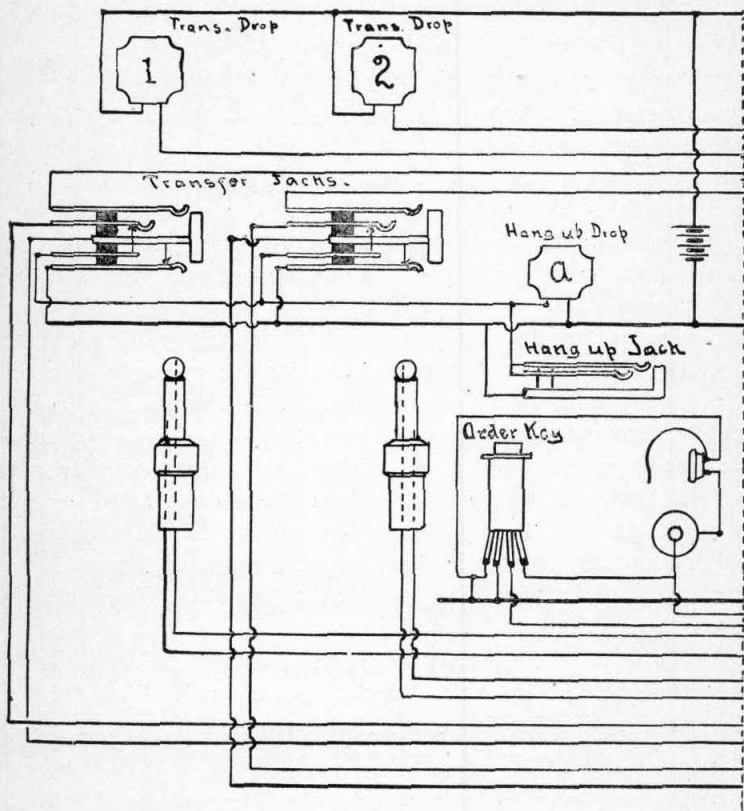 Trans. Drop
Trans. Drop
1
2
Transfer Jacks.
Hang up Drop
a
Hang up Jack
Order Key